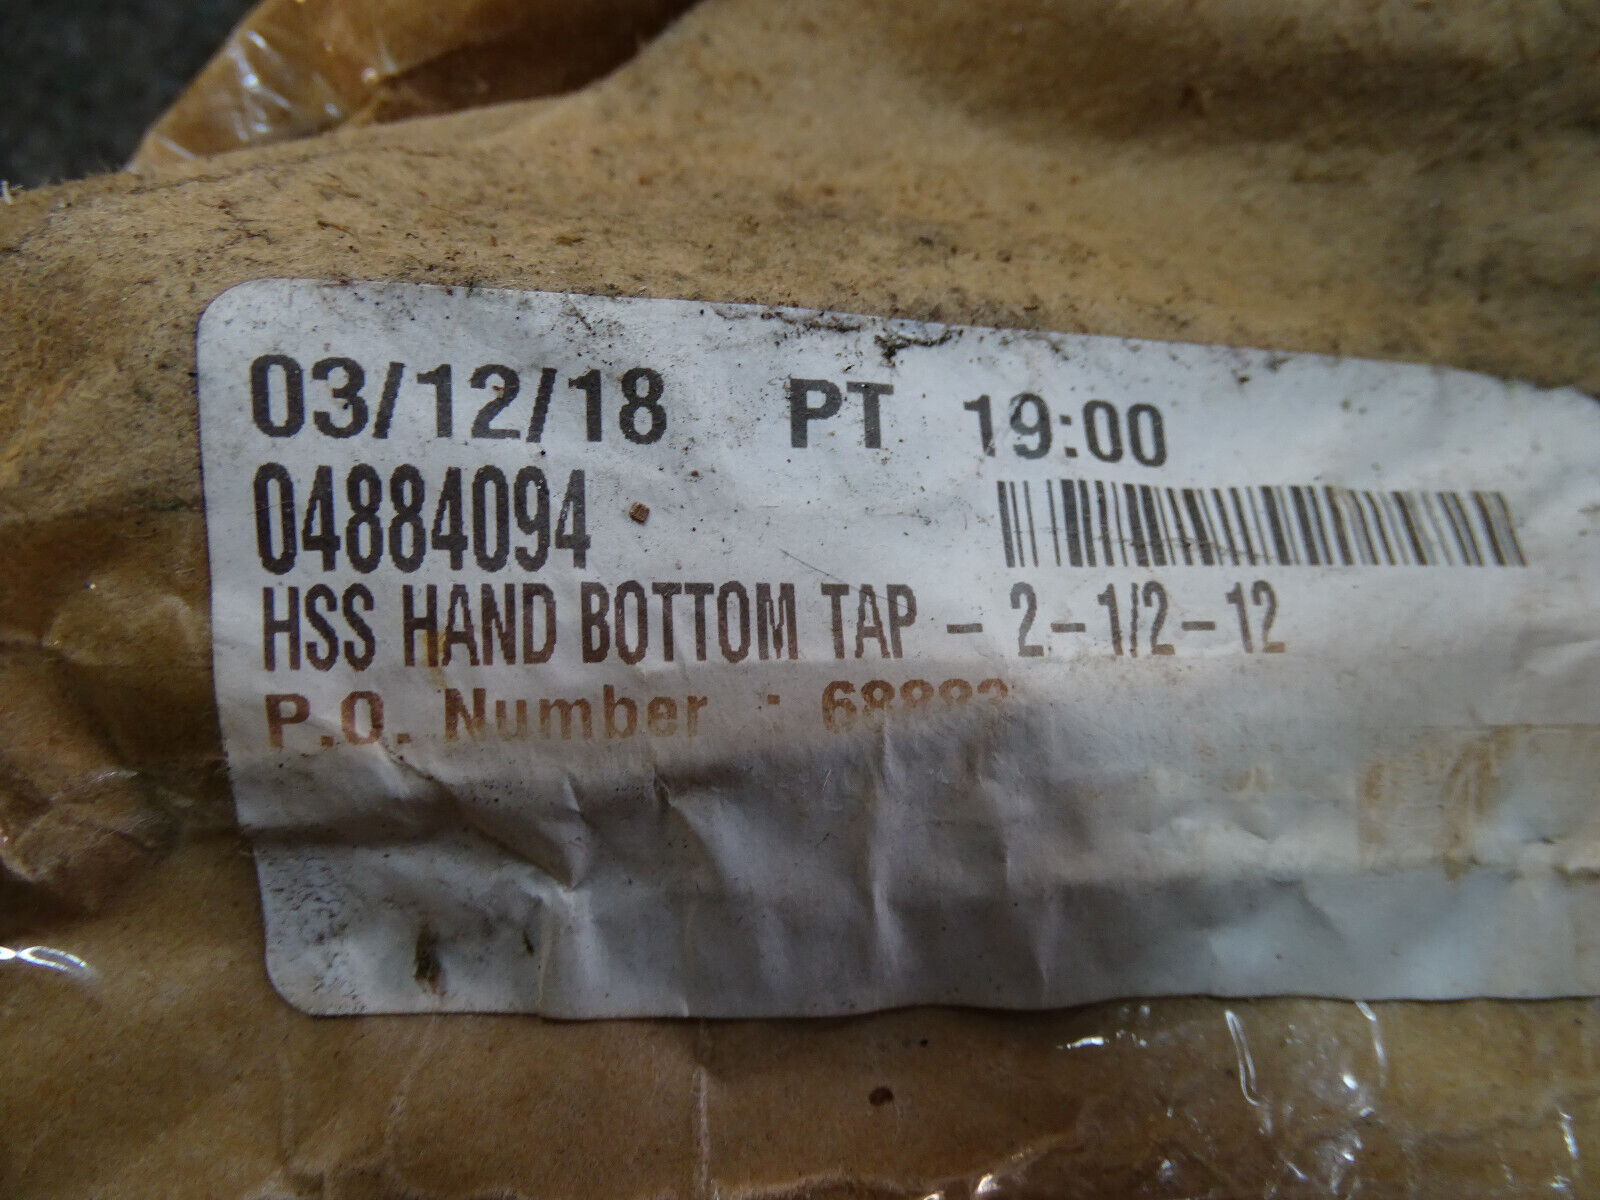 03/12/18 PT 19:00
04884094
HSS HAND BOTTOM TAP - 2 - 1/2 - 12
P.O. Number :